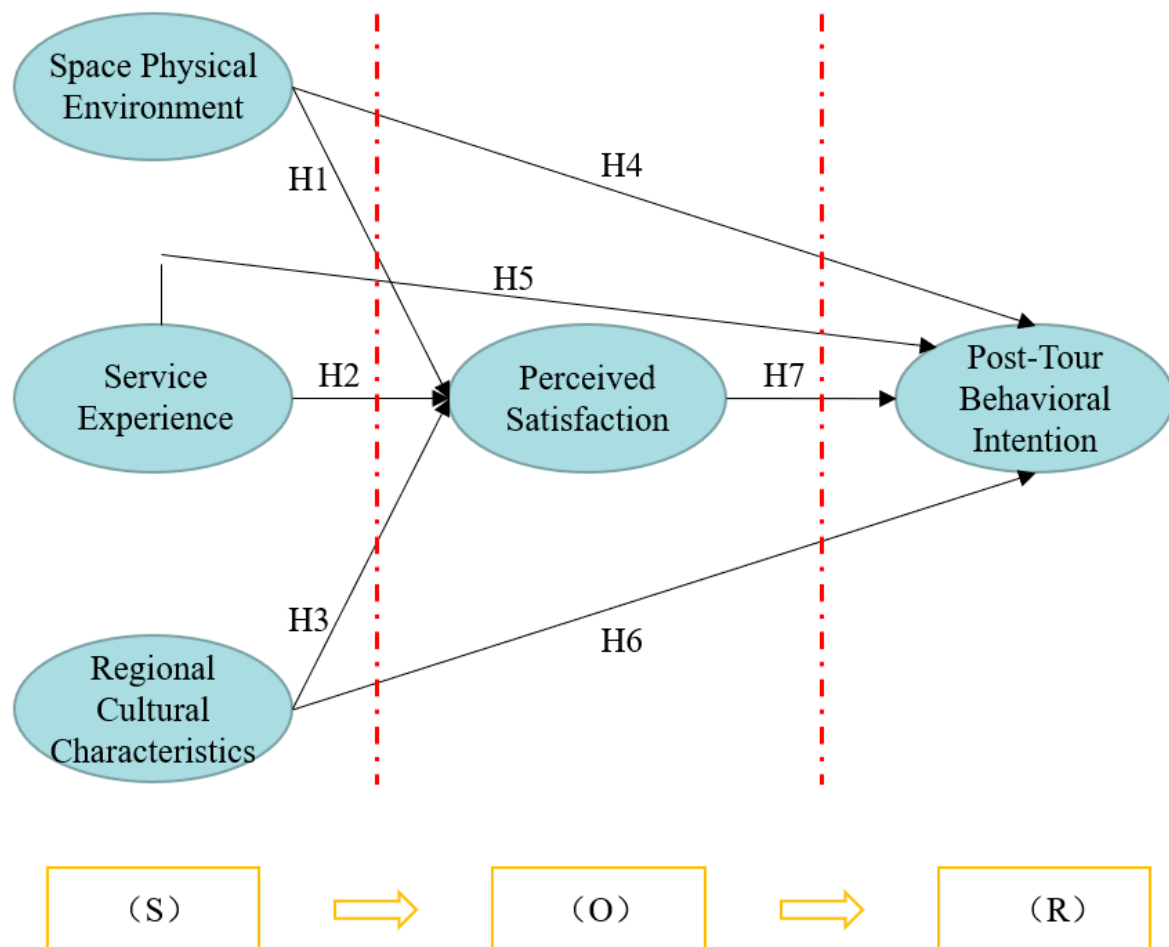 Space Physical
Environment
H1
H4
H5
Service
Experience
H2
Perceived
Satisfaction
H7
Post-Tour
Behavioral
Intention
H3
H6
Regional
Cultural
Characteristics
（S）
（O）
（R）